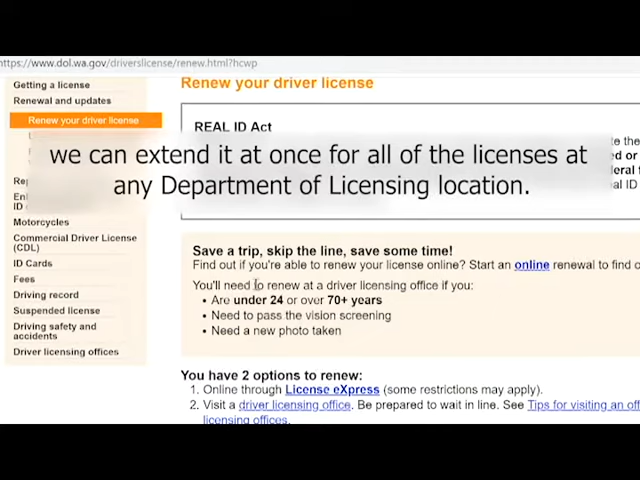 https://www.dol.wa.gov/driverslicense/renew.html?hcwp
Getting a license
Renewal and updates
Renew your driver license
ID
Motorcycles
Commercial Driver License
(CDL)
ID Cards
Fees
Driving record
Suspended license
Driving safety and
accidents
Driver licensing offices
Renew your driver license
REAL ID Act
we can extend it at once for all of the licenses at
any Department of Licensing location.
Save a trip, skip the line, save some time!
Find out if you're able to renew your license online? Start an online renewal to find
You'll need to renew at a driver licensing office if you:
• Are under 24 or over 70+ years
• Need to pass the vision screening
• Need a new photo taken
You have 2 options to renew:
1. Online through License eXpress (some restrictions may apply).
2. Visit a driver licensing office. Be prepared to wait in line. See Tips for visiting an
licensing offices.